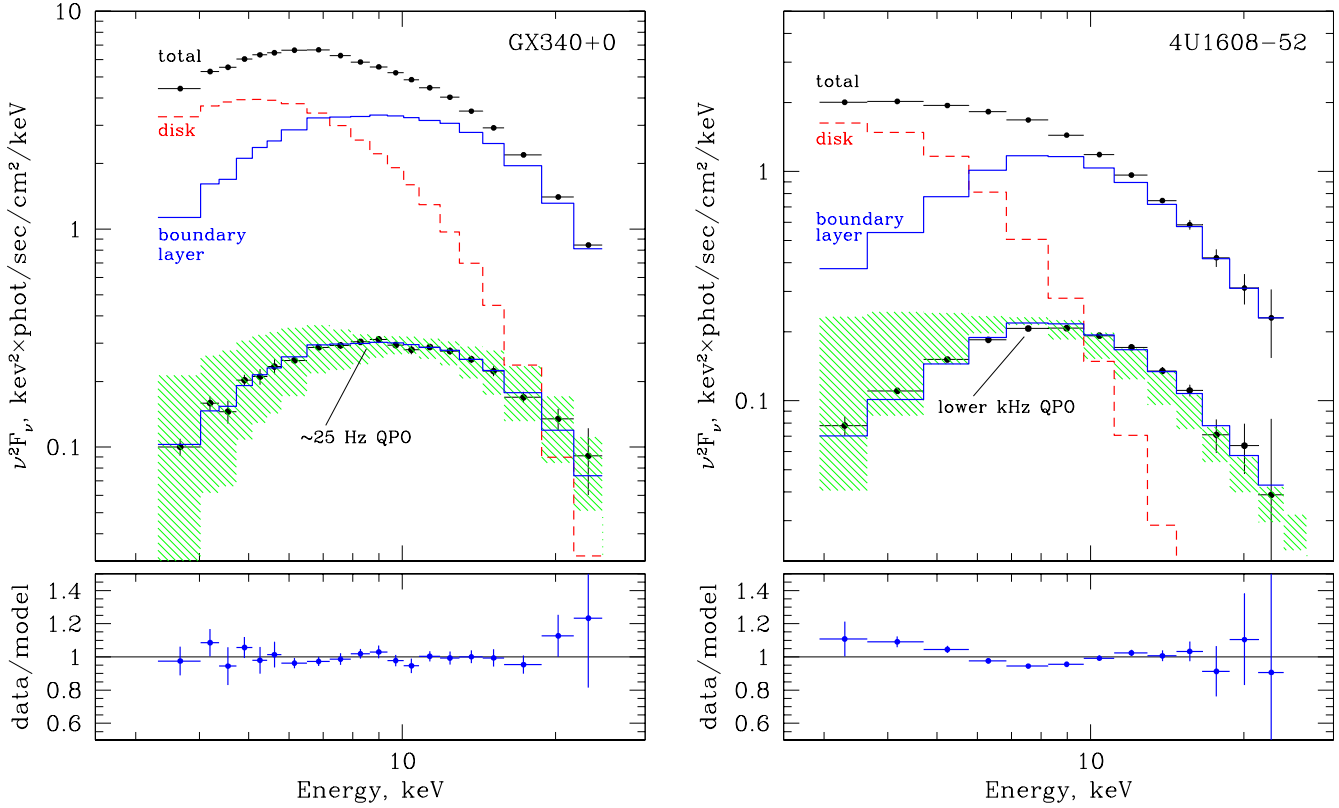 GX340+0
total
disk
boundary
layer
~25 Hz QPO
10
1
0.1
ν²Fν, kev²×phot/sec/cm²/keV
1.4
1.2
1
0.8
0.6
data/model
10
Energy, keV
4U1608−52
total
disk
boundary
layer
lower kHz QPO
1
0.1
ν²Fν, kev²×phot/sec/cm²/keV
1.4
1.2
1
0.8
0.6
data/model
10
Energy, keV